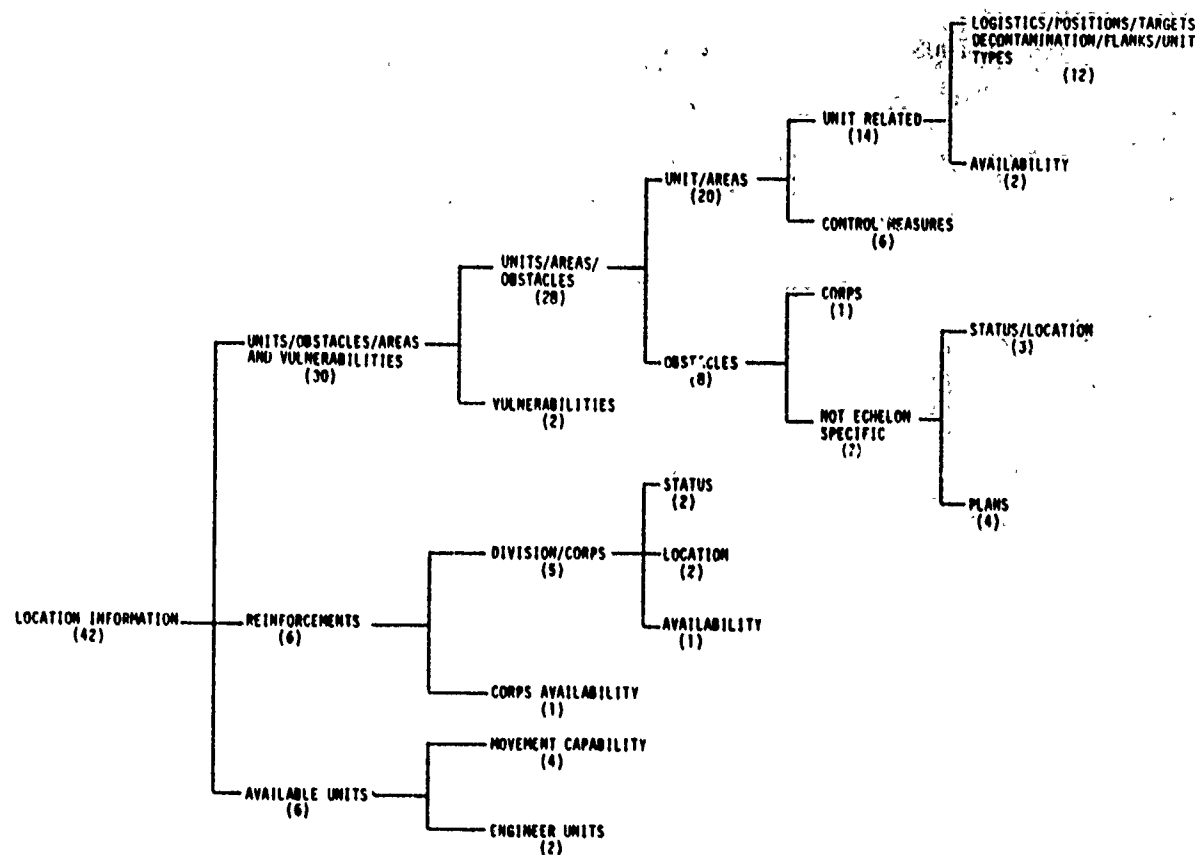 LOGISTICS/POSITIONS/TARGETS
DECONTAMINATION/FLANKS/UNIT
TYPES
(12)
UNIT RELATED
(14)
AVAILABILITY
(2)
UNIT/AREAS
(20)
CONTROL MEASURES
(6)
UNITS/AREAS/
OBSTACLES
(28)
CORPS
(1)
UNITS/OBSTACLES/AREAS
AND VULNERABILITIES
(30)
STATUS/LOCATION
(3)
OBSTACLES
(8)
VULNERABILITIES
(2)
NOT ECHELON
SPECIFIC
(7)
STATUS
(2)
PLANS
(4)
DIVISION/CORPS
(5)
LOCATION
(2)
LOCATION INFORMATION
(42)
REINFORCEMENTS
(6)
AVAILABILITY
(1)
CORPS AVAILABILITY
(1)
MOVEMENT CAPABILITY
(4)
AVAILABLE UNITS
(6)
ENGINEER UNITS
(2)